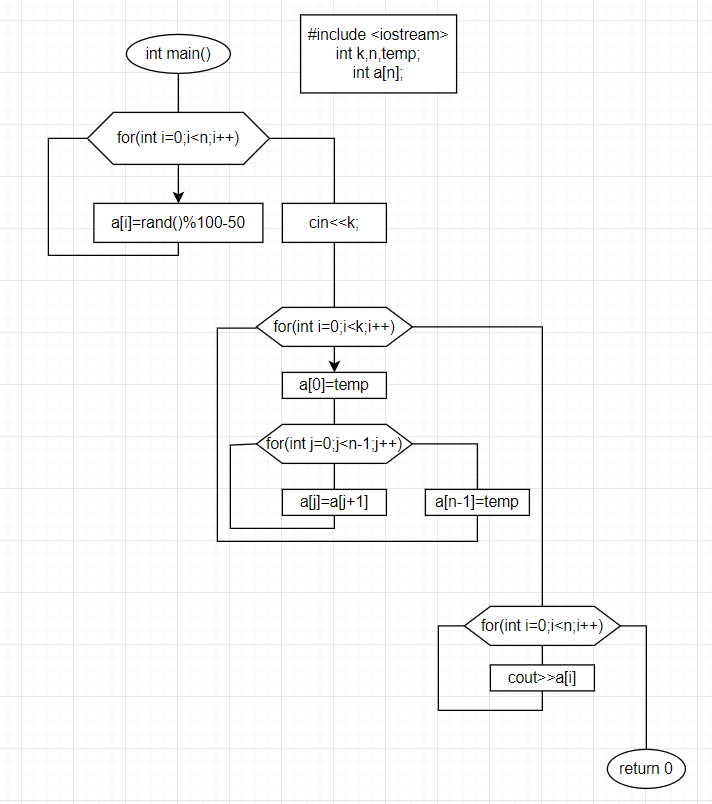 int main()
#include <iostream>
int k,n,temp;
int a[n];
for(int i=0;i<n;i++)
a[i]=rand()%100-50
cin<<k;
for(int i=0;i<k;i++)
a[0]=temp
for(int j=0;j<n-1;j++)
a[j]=a[j+1]
a[n-1]=temp
for(int i=0;i<n;i++)
cout>>a[i]
return 0